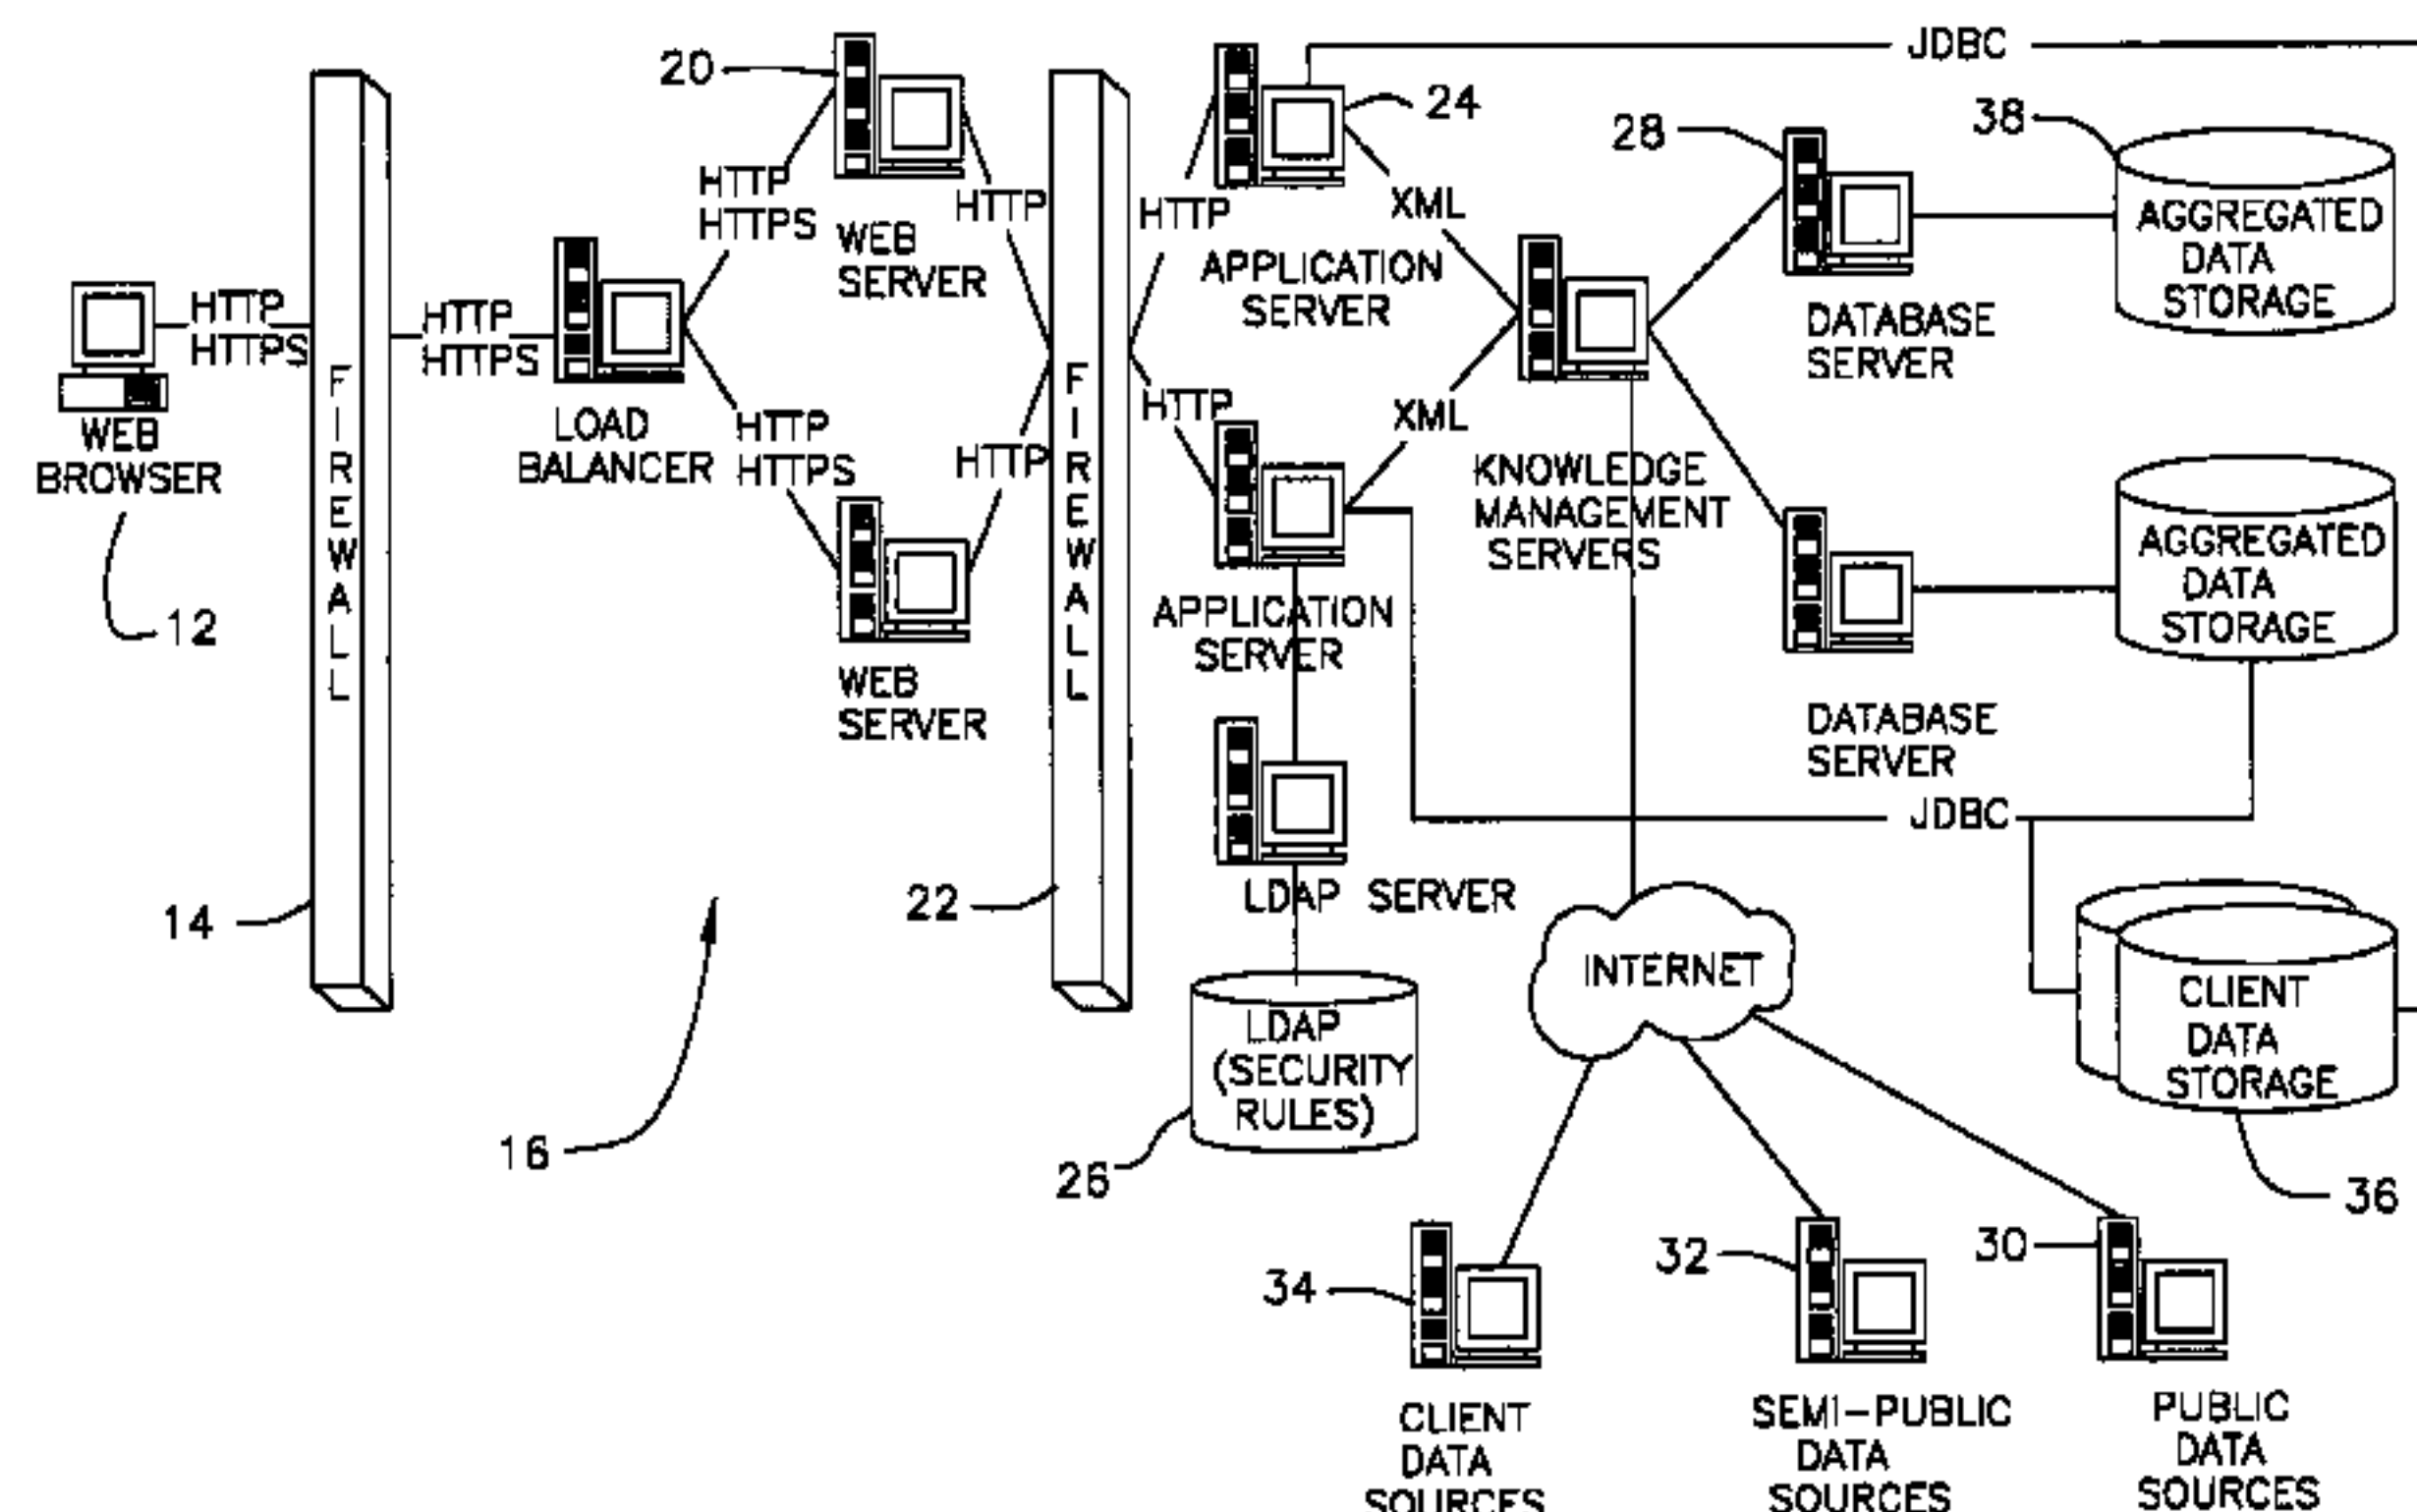 JDBC
20
24
28
38
HTTP
HTTPS
HTTP
HTTP
XML
WEB
SERVER
APPLICATION
SERVER
AGGREGATED
DATA
STORAGE
HTTP
HTTPS
HTTP
HTTPS
DATABASE
SERVER
FIREWALL
FIREWALL
WEB
BROWSER
LOAD
BALANCER
HTTP
HTTPS
HTTP
HTTP
XML
KNOWLEDGE
MANAGEMENT
SERVERS
AGGREGATED
DATA
STORAGE
12
APPLICATION
SERVER
WEB
SERVER
DATABASE
SERVER
JDBC
14
22
LDAP SERVER
INTERNET
CLIENT
DATA
STORAGE
LDAP
(SECURITY
RULES)
16
26
36
34
32
30
CLIENT
DATA
SOURCES
SEMI-PUBLIC
DATA
SOURCES
PUBLIC
DATA
SOURCES